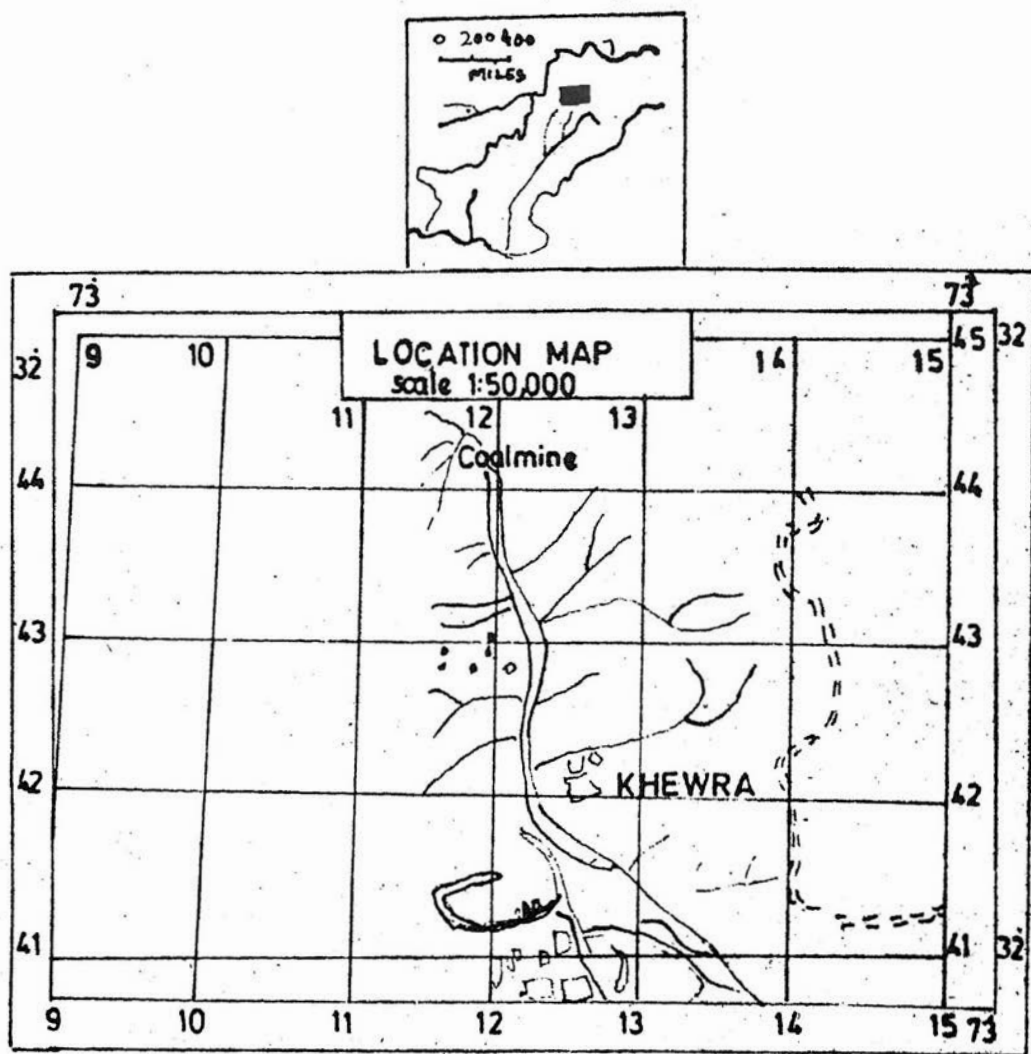 0 200 400
MILES
73° 73°
LOCATION MAP
scale 1:50,000
32° 9 10 14 15 45 32°
11 12 13
Coalmine
44 44
43 43
42 KHEWRA 42
41 41 32°
9 10 11 12 13 14 15 73°